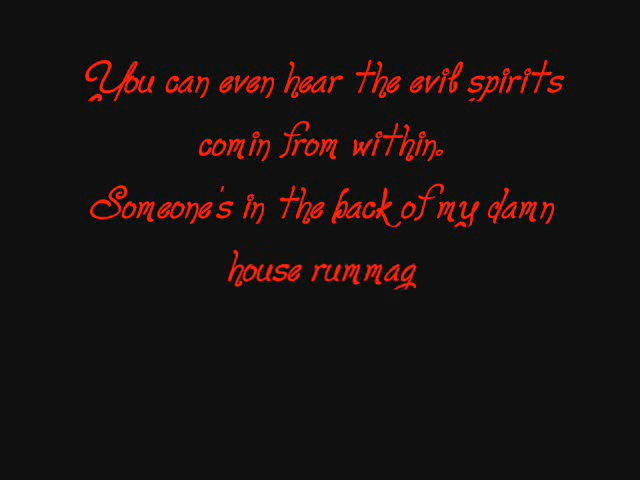 You can even hear the evil spirits
comin from within.
Someone's in the back of my damn
house rummag